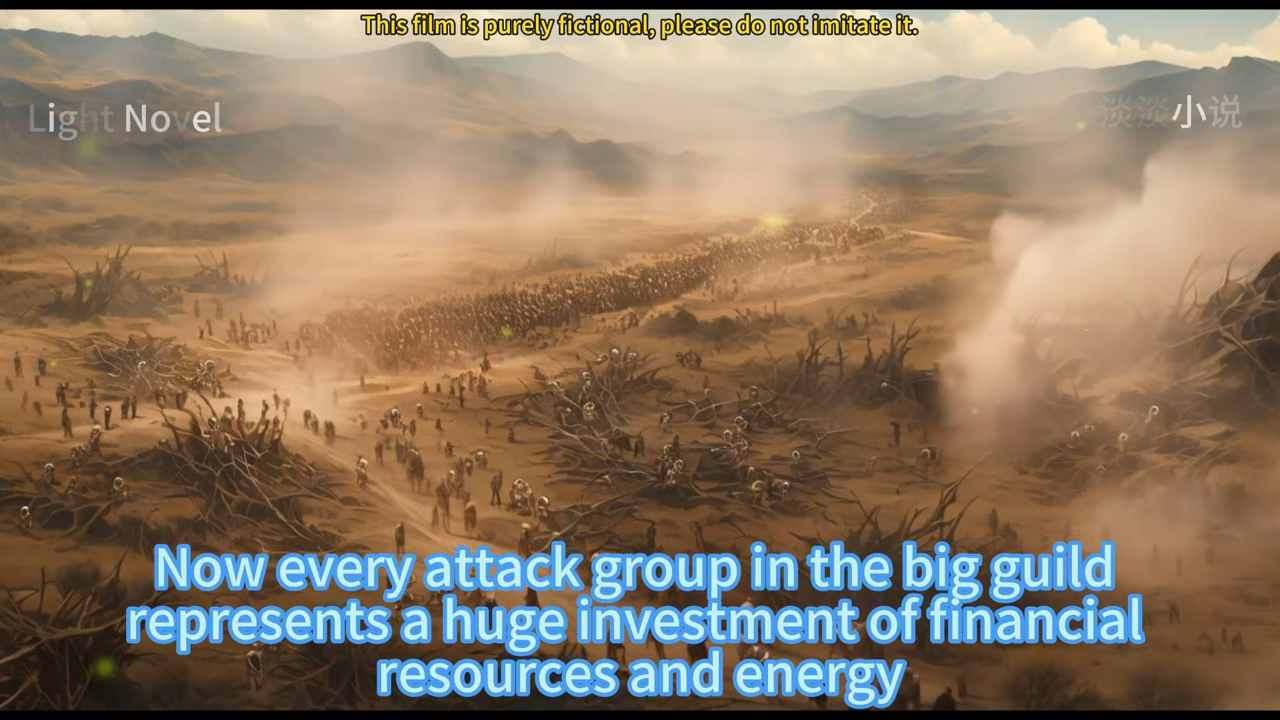 This film is purely fictional, please do not imitate it.
Light Novel
淡淡小说
Now every attack group in the big guild
represents a huge investment of financial
resources and energy